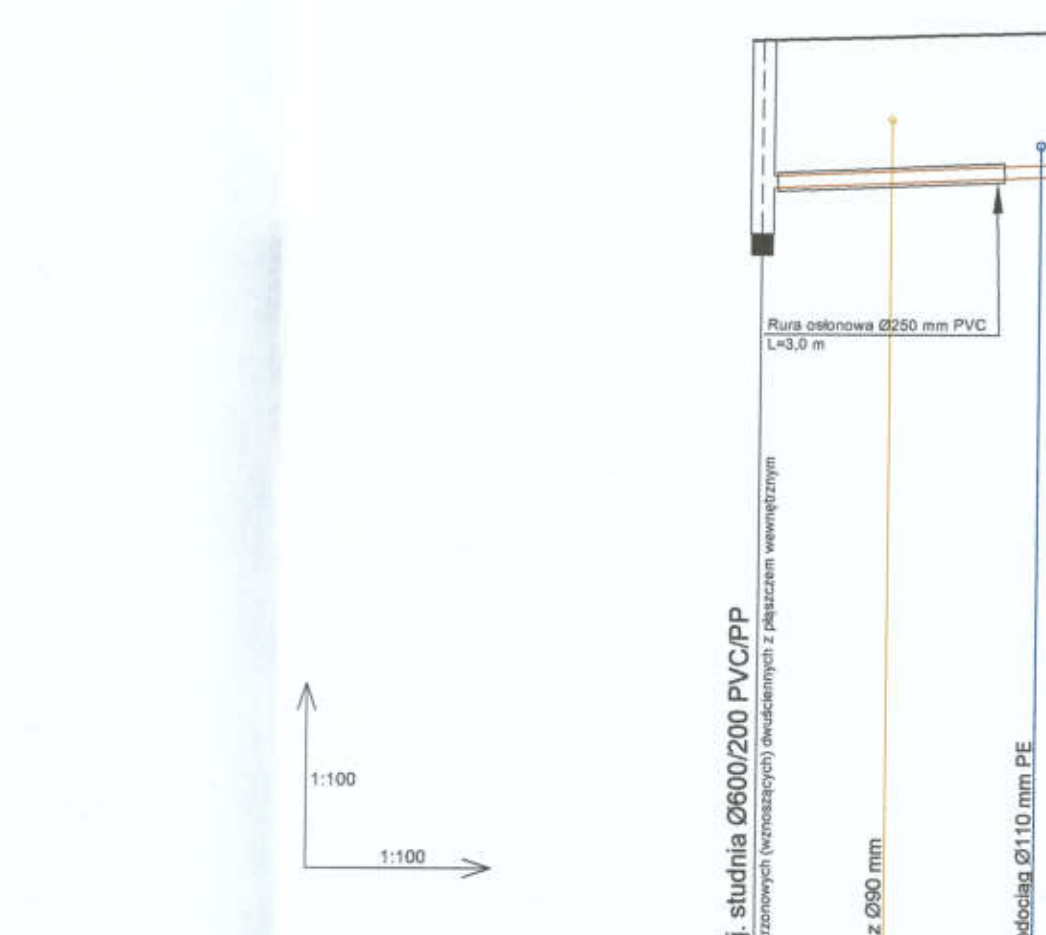 Rura osłonowa Ø250 mm PVC
L=3,0 m
j. studnia Ø600/200 PVC/PP
(wznoszących) dwuściennych z płaszczem wewnętrznym
1:100
1:100
z Ø90 mm
Ø110 mm PE